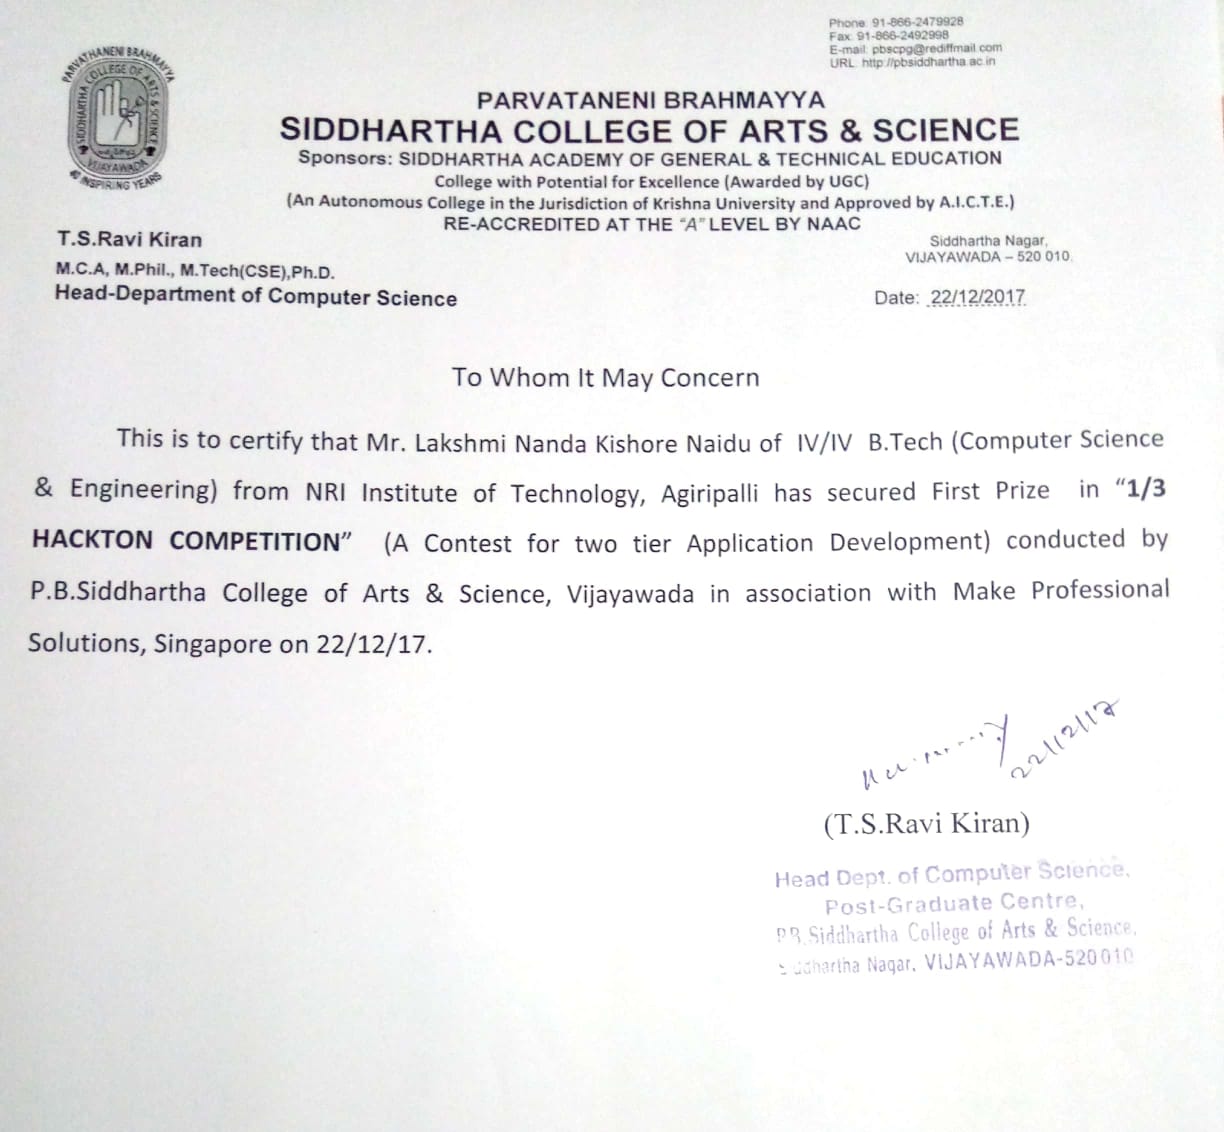 Phone: 91-866-2479928
Fax: 91-866-2492998
E-mail: pbscpg@rediffmail.com
URL: http://pbsiddhartha.ac.in
PARVATHANENI BRAHMAYYA
SIDDHARTHA COLLEGE OF ARTS & SCIENCE
VIJAYAWADA
40 INSPIRING YEARS
PARVATANENI BRAHMAYYA
SIDDHARTHA COLLEGE OF ARTS & SCIENCE
Sponsors: SIDDHARTHA ACADEMY OF GENERAL & TECHNICAL EDUCATION
College with Potential for Excellence (Awarded by UGC)
(An Autonomous College in the Jurisdiction of Krishna University and Approved by A.I.C.T.E.)
RE-ACCREDITED AT THE “A” LEVEL BY NAAC
T.S.Ravi Kiran
M.C.A, M.Phil., M.Tech(CSE),Ph.D.
Head-Department of Computer Science
Siddhartha Nagar,
VIJAYAWADA – 520 010.
Date: 22/12/2017
To Whom It May Concern
This is to certify that Mr. Lakshmi Nanda Kishore Naidu of IV/IV B.Tech (Computer Science
& Engineering) from NRI Institute of Technology, Agiripalli has secured First Prize in “1/3
HACKTON COMPETITION” (A Contest for two tier Application Development) conducted by
P.B.Siddhartha College of Arts & Science, Vijayawada in association with Make Professional
Solutions, Singapore on 22/12/17.
22/12/17
(T.S.Ravi Kiran)
Head Dept. of Computer Science,
Post-Graduate Centre,
P.B.Siddhartha College of Arts & Science,
Siddhartha Nagar, VIJAYAWADA-520 010